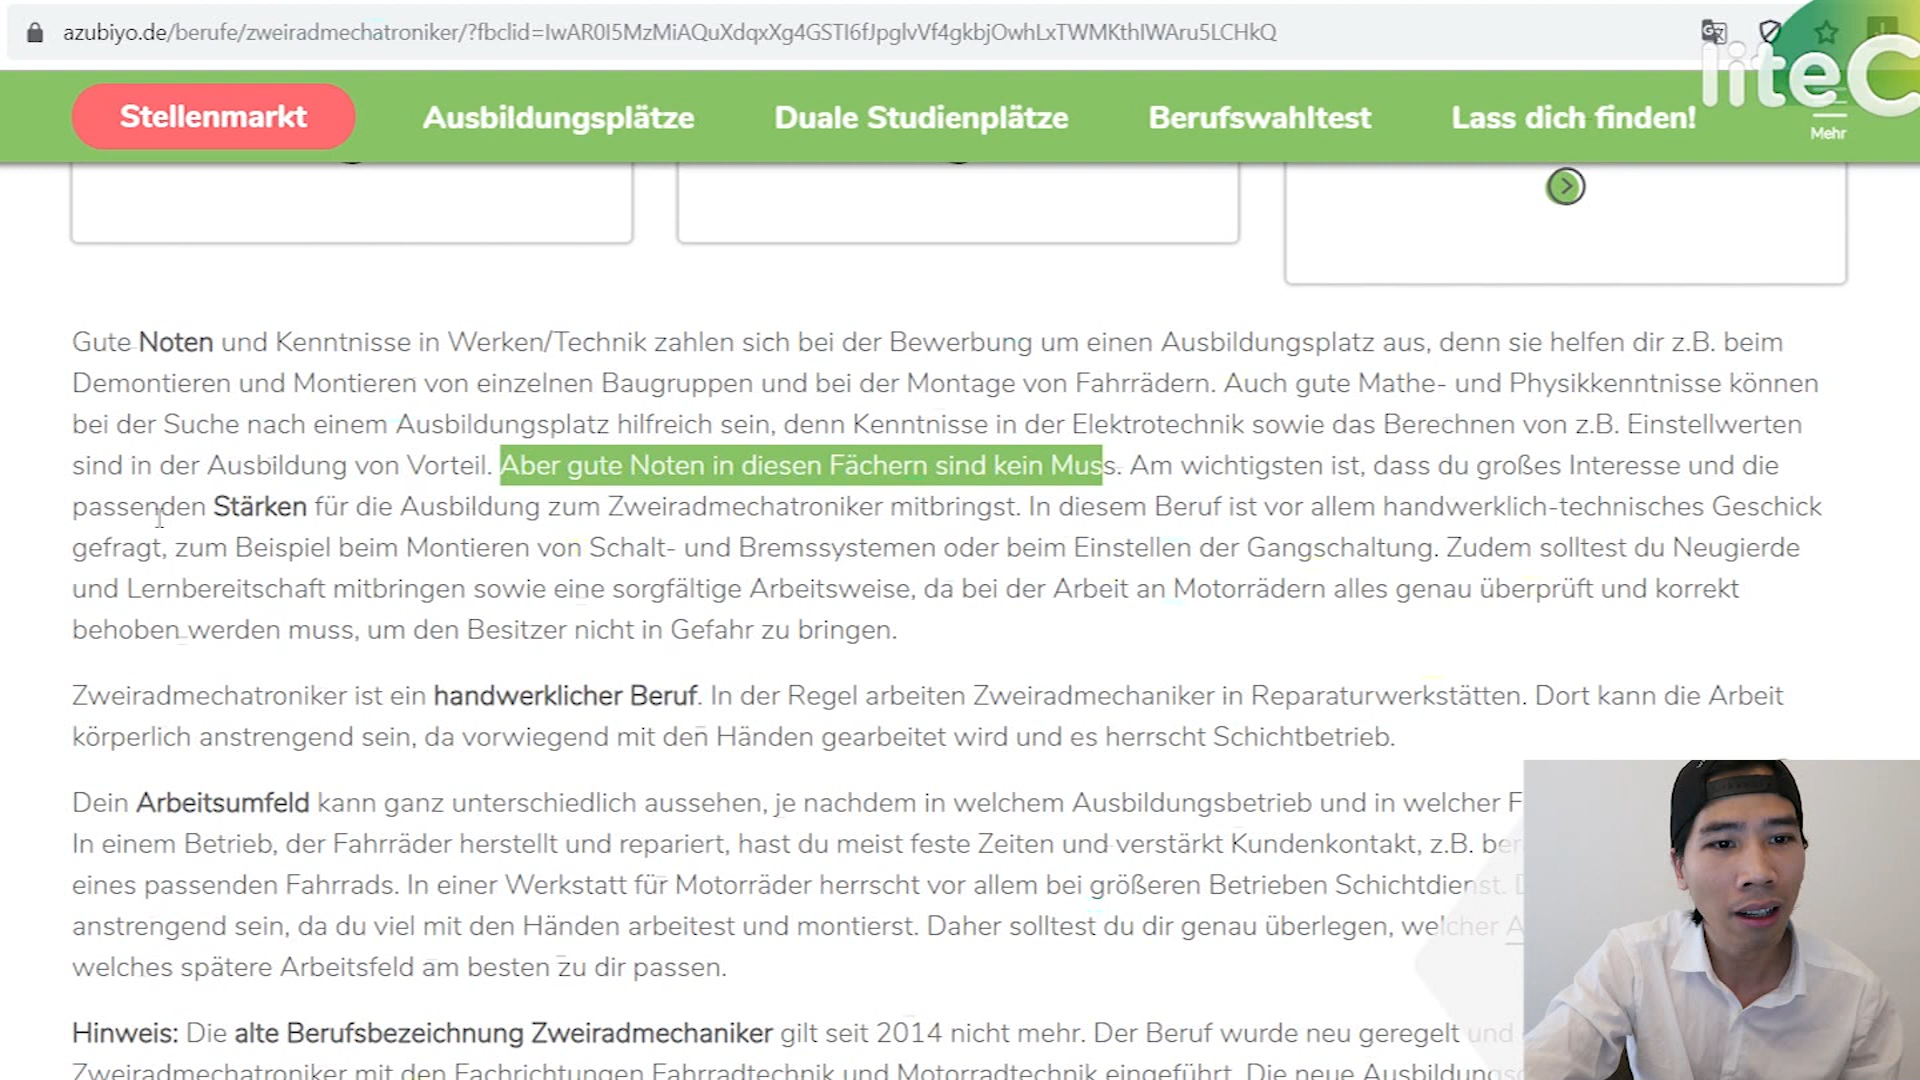 azubiyo.de/berufe/zweiradmechatroniker/?fbclid=IwAR0I5MzMiAQuXdqxXg4GSTI6fJpglvVf4gkbjOwhLxTWMKthIWAru5LCHkQ
liteC
Stellenmarkt Ausbildungsplätze Duale Studienplätze Berufswahltest Lass dich finden! Mehr
Gute Noten und Kenntnisse in Werken/Technik zahlen sich bei der Bewerbung um einen Ausbildungsplatz aus, denn sie helfen dir z.B. beim
Demontieren und Montieren von einzelnen Baugruppen und bei der Montage von Fahrrädern. Auch gute Mathe- und Physikkenntnisse können
bei der Suche nach einem Ausbildungsplatz hilfreich sein, denn Kenntnisse in der Elektrotechnik sowie das Berechnen von z.B. Einstellwerten
sind in der Ausbildung von Vorteil. Aber gute Noten in diesen Fächern sind kein Muss. Am wichtigsten ist, dass du großes Interesse und die
passenden Stärken für die Ausbildung zum Zweiradmechatroniker mitbringst. In diesem Beruf ist vor allem handwerklich-technisches Geschick
gefragt, zum Beispiel beim Montieren von Schalt- und Bremssystemen oder beim Einstellen der Gangschaltung. Zudem solltest du Neugierde
und Lernbereitschaft mitbringen sowie eine sorgfältige Arbeitsweise, da bei der Arbeit an Motorrädern alles genau überprüft und korrekt
behoben werden muss, um den Besitzer nicht in Gefahr zu bringen.
Zweiradmechatroniker ist ein handwerklicher Beruf. In der Regel arbeiten Zweiradmechaniker in Reparaturwerkstätten. Dort kann die Arbeit
körperlich anstrengend sein, da vorwiegend mit den Händen gearbeitet wird und es herrscht Schichtbetrieb.
Dein Arbeitsumfeld kann ganz unterschiedlich aussehen, je nachdem in welchem Ausbildungsbetrieb und in welcher F
In einem Betrieb, der Fahrräder herstellt und repariert, hast du meist feste Zeiten und verstärkt Kundenkontakt, z.B. be
eines passenden Fahrrads. In einer Werkstatt für Motorräder herrscht vor allem bei größeren Betrieben Schichtdienst.
anstrengend sein, da du viel mit den Händen arbeitest und montierst. Daher solltest du dir genau überlegen, welcher A
welches spätere Arbeitsfeld am besten zu dir passen.
Hinweis: Die alte Berufsbezeichnung Zweiradmechaniker gilt seit 2014 nicht mehr. Der Beruf wurde neu geregelt und
Zweiradmechatroniker mit den Fachrichtungen Fahrradtechnik und Motorradtechnik eingeführt. Die neue Ausbildungs